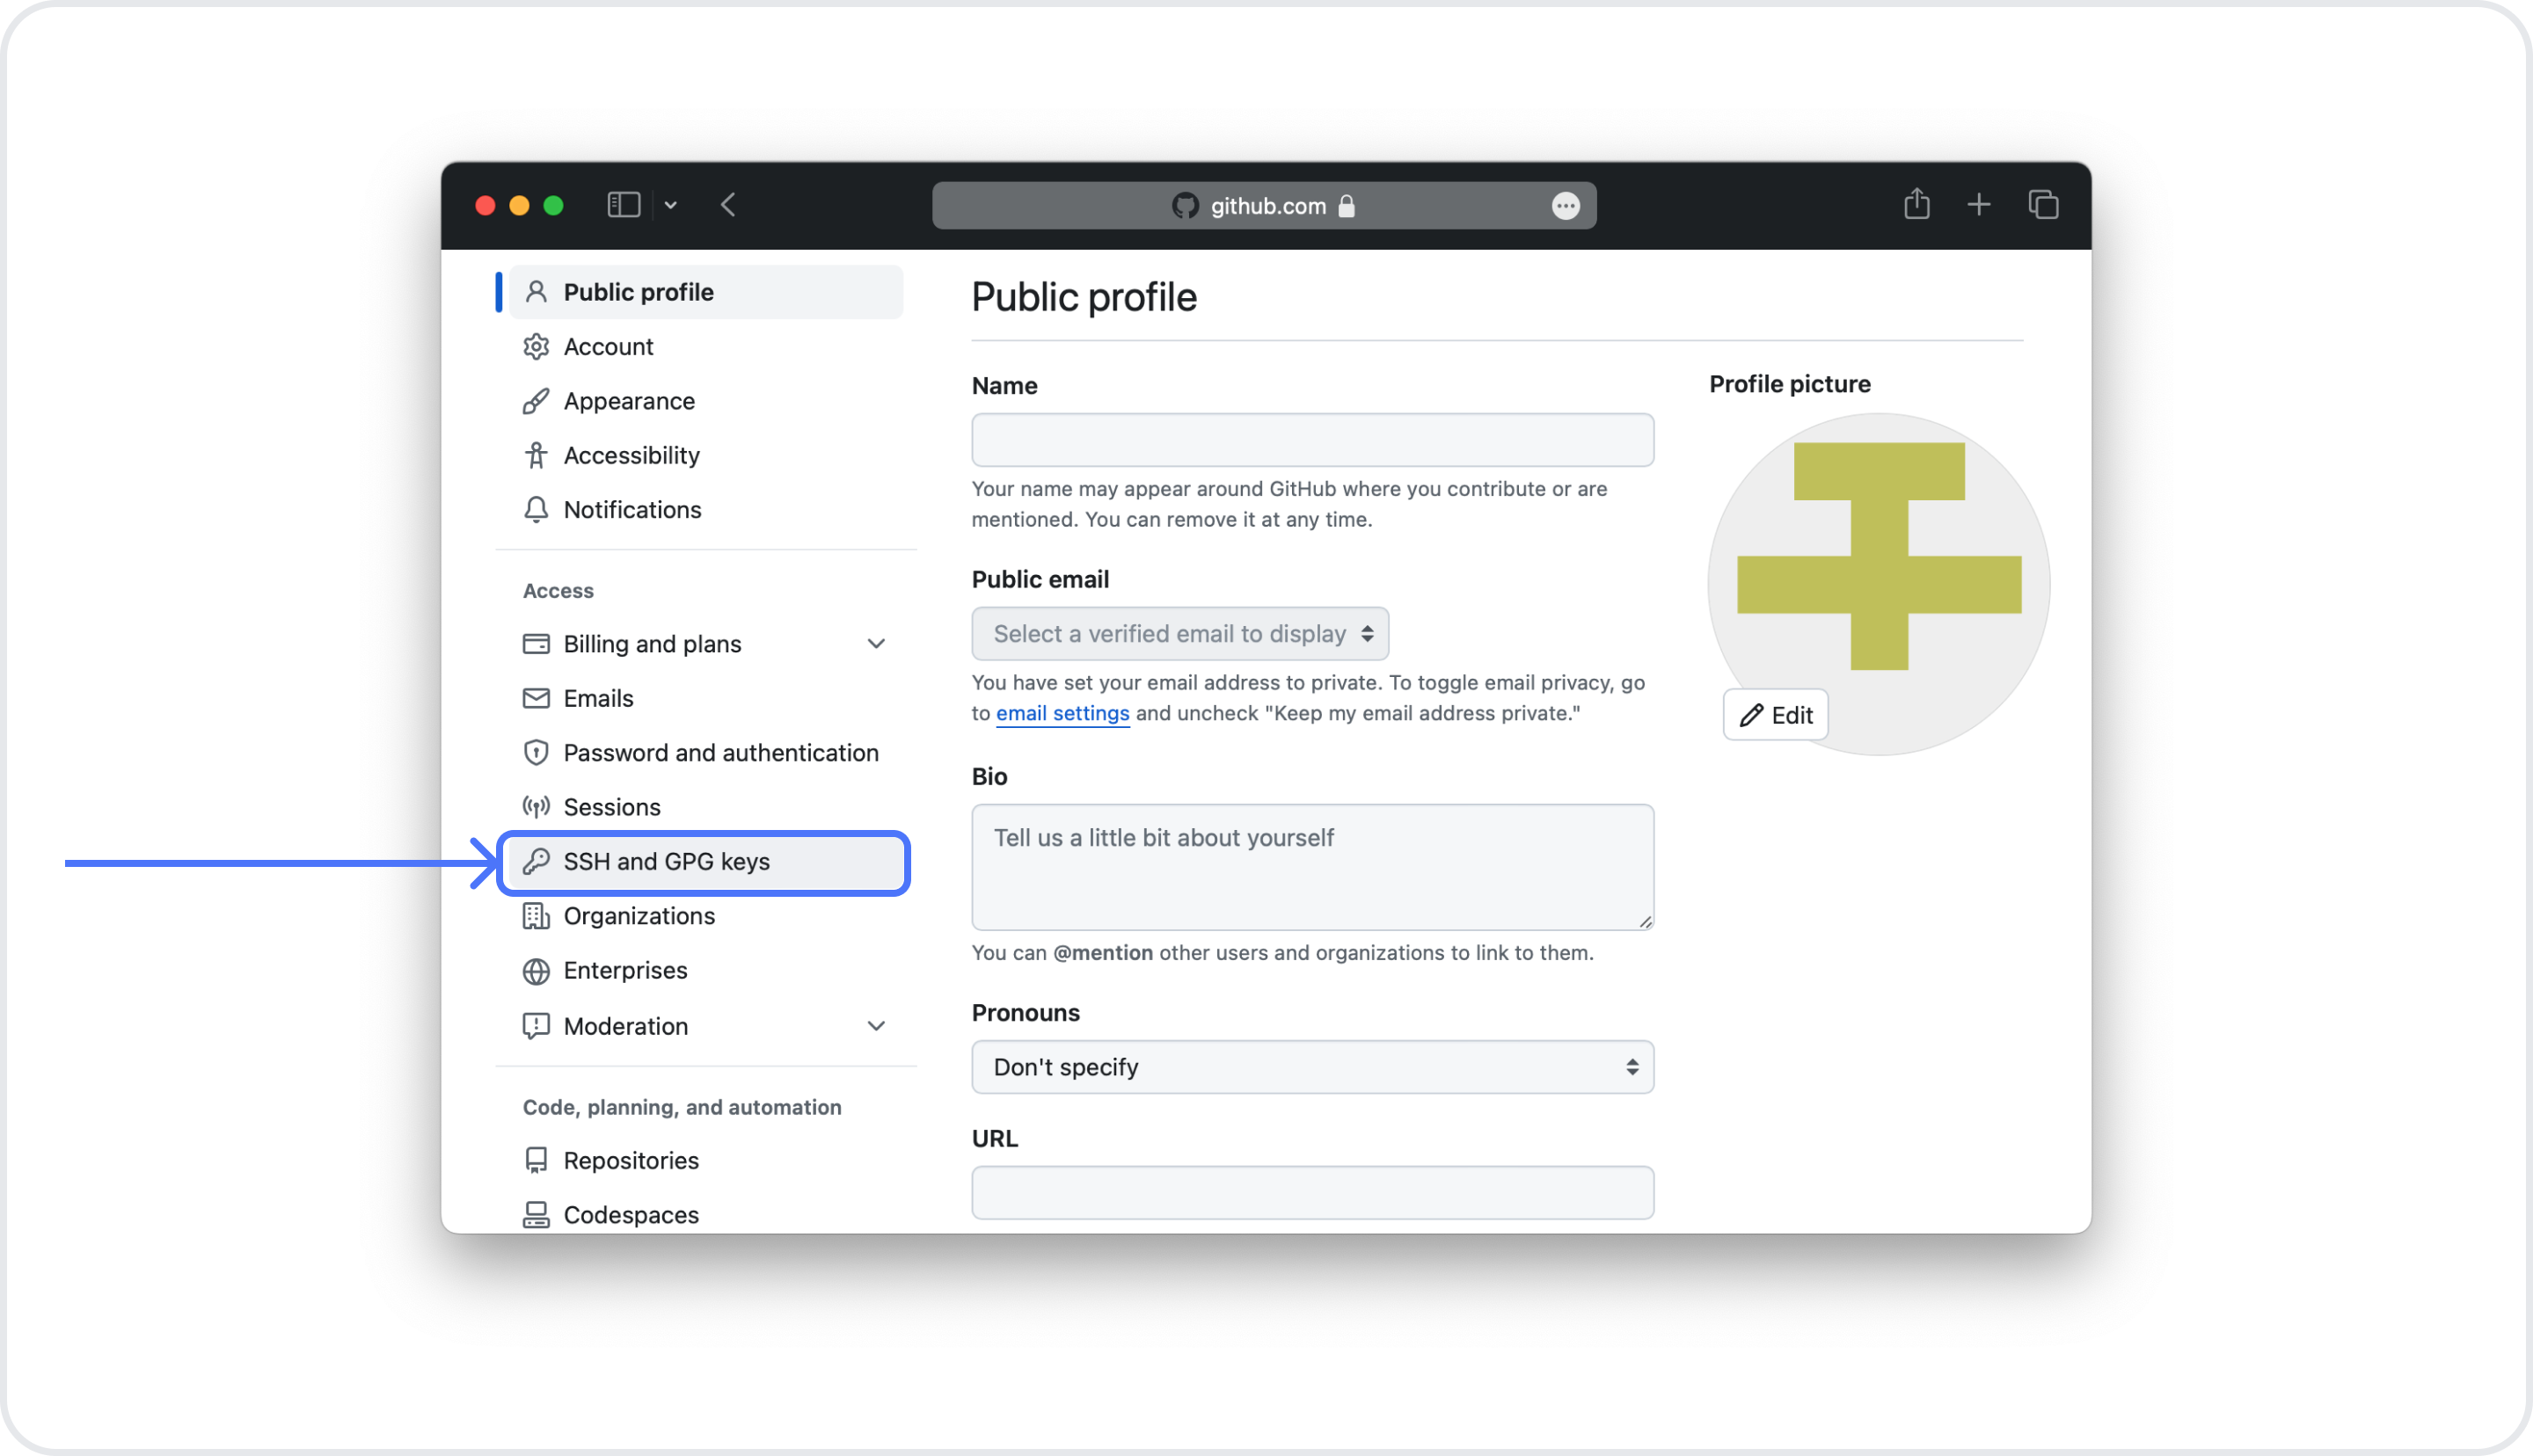 github.com
Public profile
Account
Appearance
Accessibility
Notifications
Access
Billing and plans
Emails
Password and authentication
Sessions
SSH and GPG keys
Organizations
Enterprises
Moderation
Code, planning, and automation
Repositories
Codespaces
Public profile
Name
Your name may appear around GitHub where you contribute or are
mentioned. You can remove it at any time.
Public email
Select a verified email to display
You have set your email address to private. To toggle email privacy, go
to email settings and uncheck "Keep my email address private."
Bio
Tell us a little bit about yourself
You can @mention other users and organizations to link to them.
Pronouns
Don't specify
URL
Profile picture
Edit